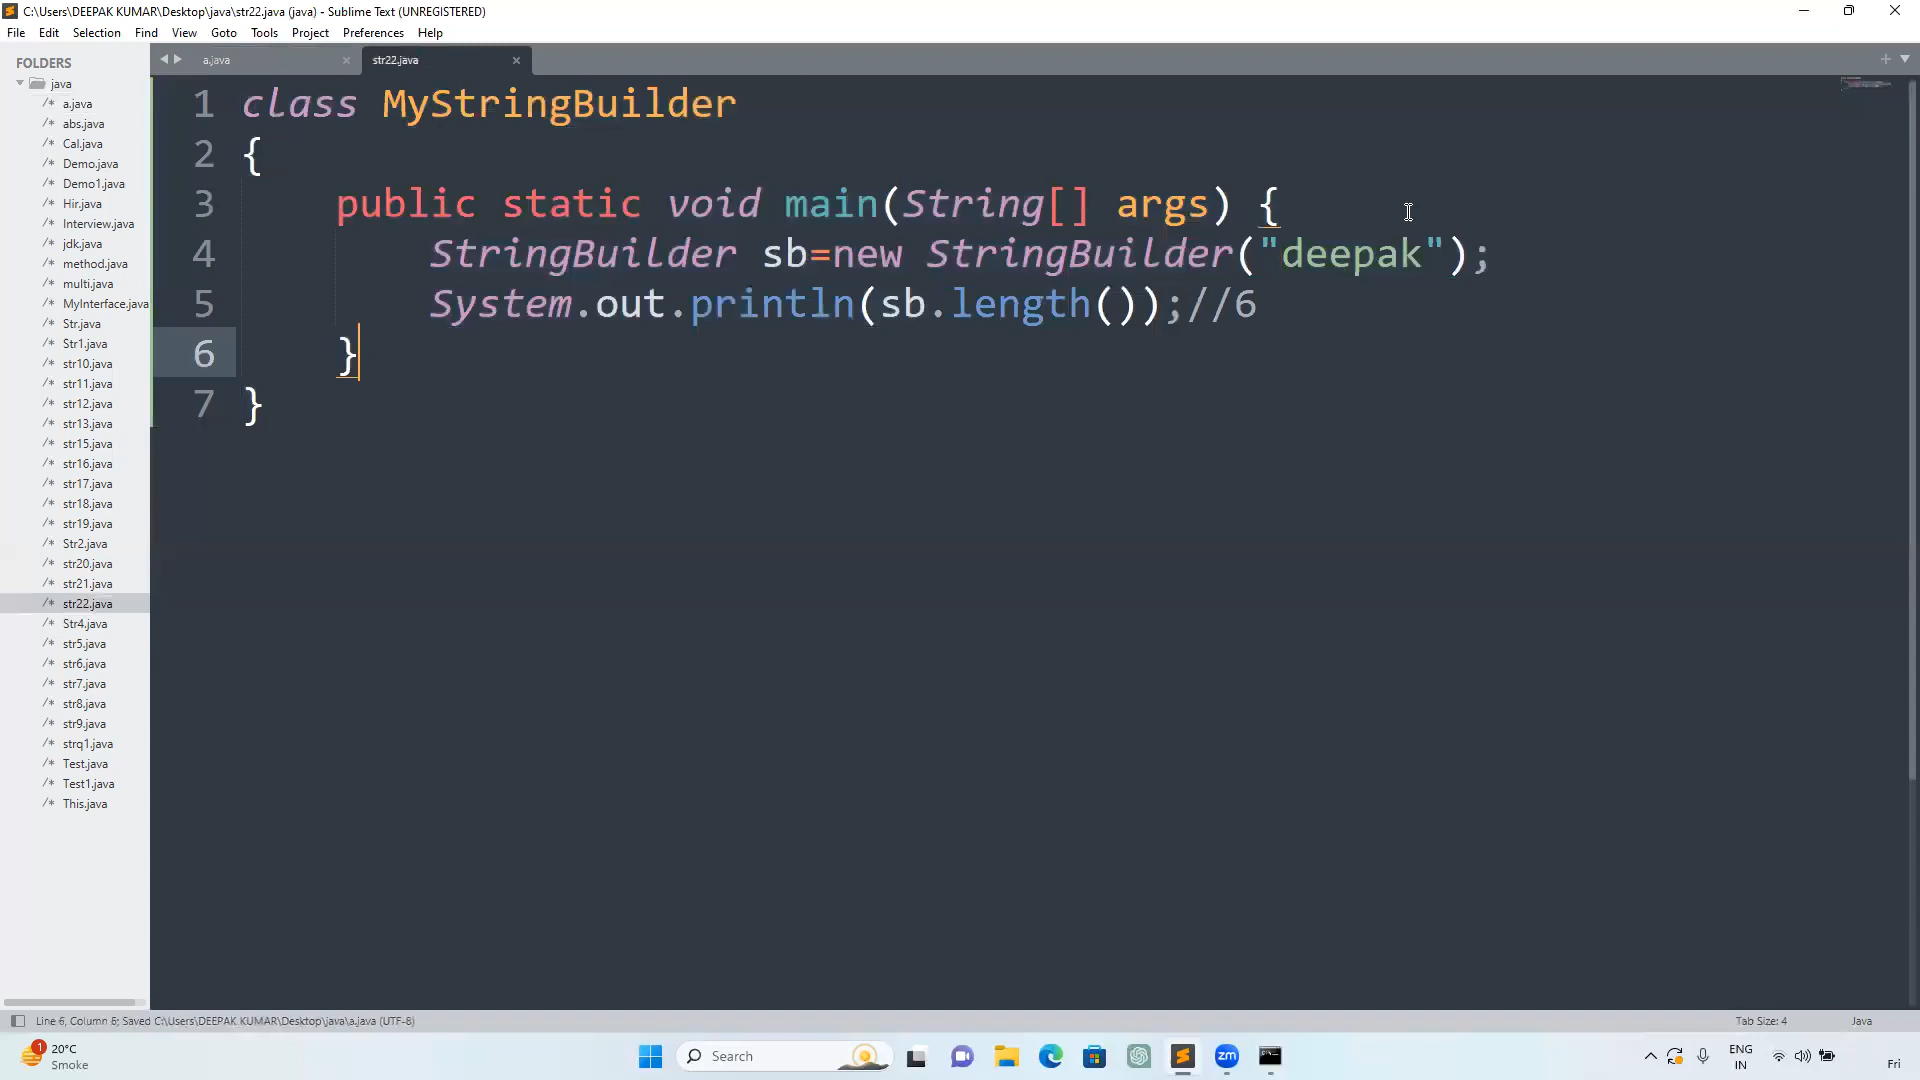 C:\Users\DEEPAK KUMAR\Desktop\java\str22.java (java) - Sublime Text (UNREGISTERED)
File Edit Selection Find View Goto Tools Project Preferences Help
FOLDERS
java
/* a.java
/* abs.java
/* Cal.java
/* Demo.java
/* Demo1.java
/* Hir.java
/* Interview.java
/* jdk.java
/* method.java
/* multi.java
/* MyInterface.java
/* Str.java
/* Str1.java
/* str10.java
/* str11.java
/* str12.java
/* str13.java
/* str15.java
/* str16.java
/* str17.java
/* str18.java
/* str19.java
/* Str2.java
/* str20.java
/* str21.java
/* str22.java
/* Str4.java
/* str5.java
/* str6.java
/* str7.java
/* str8.java
/* str9.java
/* strq1.java
/* Test.java
/* Test1.java
/* This.java
a.java × str22.java ×
1 class MyStringBuilder
2 {
3 public static void main(String[] args) {
4 StringBuilder sb=new StringBuilder("deepak");
5 System.out.println(sb.length());//6
6 }
7 }
Line 6, Column 6; Saved C:\Users\DEEPAK KUMAR\Desktop\java\a.java (UTF-8)
Tab Size: 4 Java
1
20°C
Smoke
Search
zm
ENG
IN
Fri